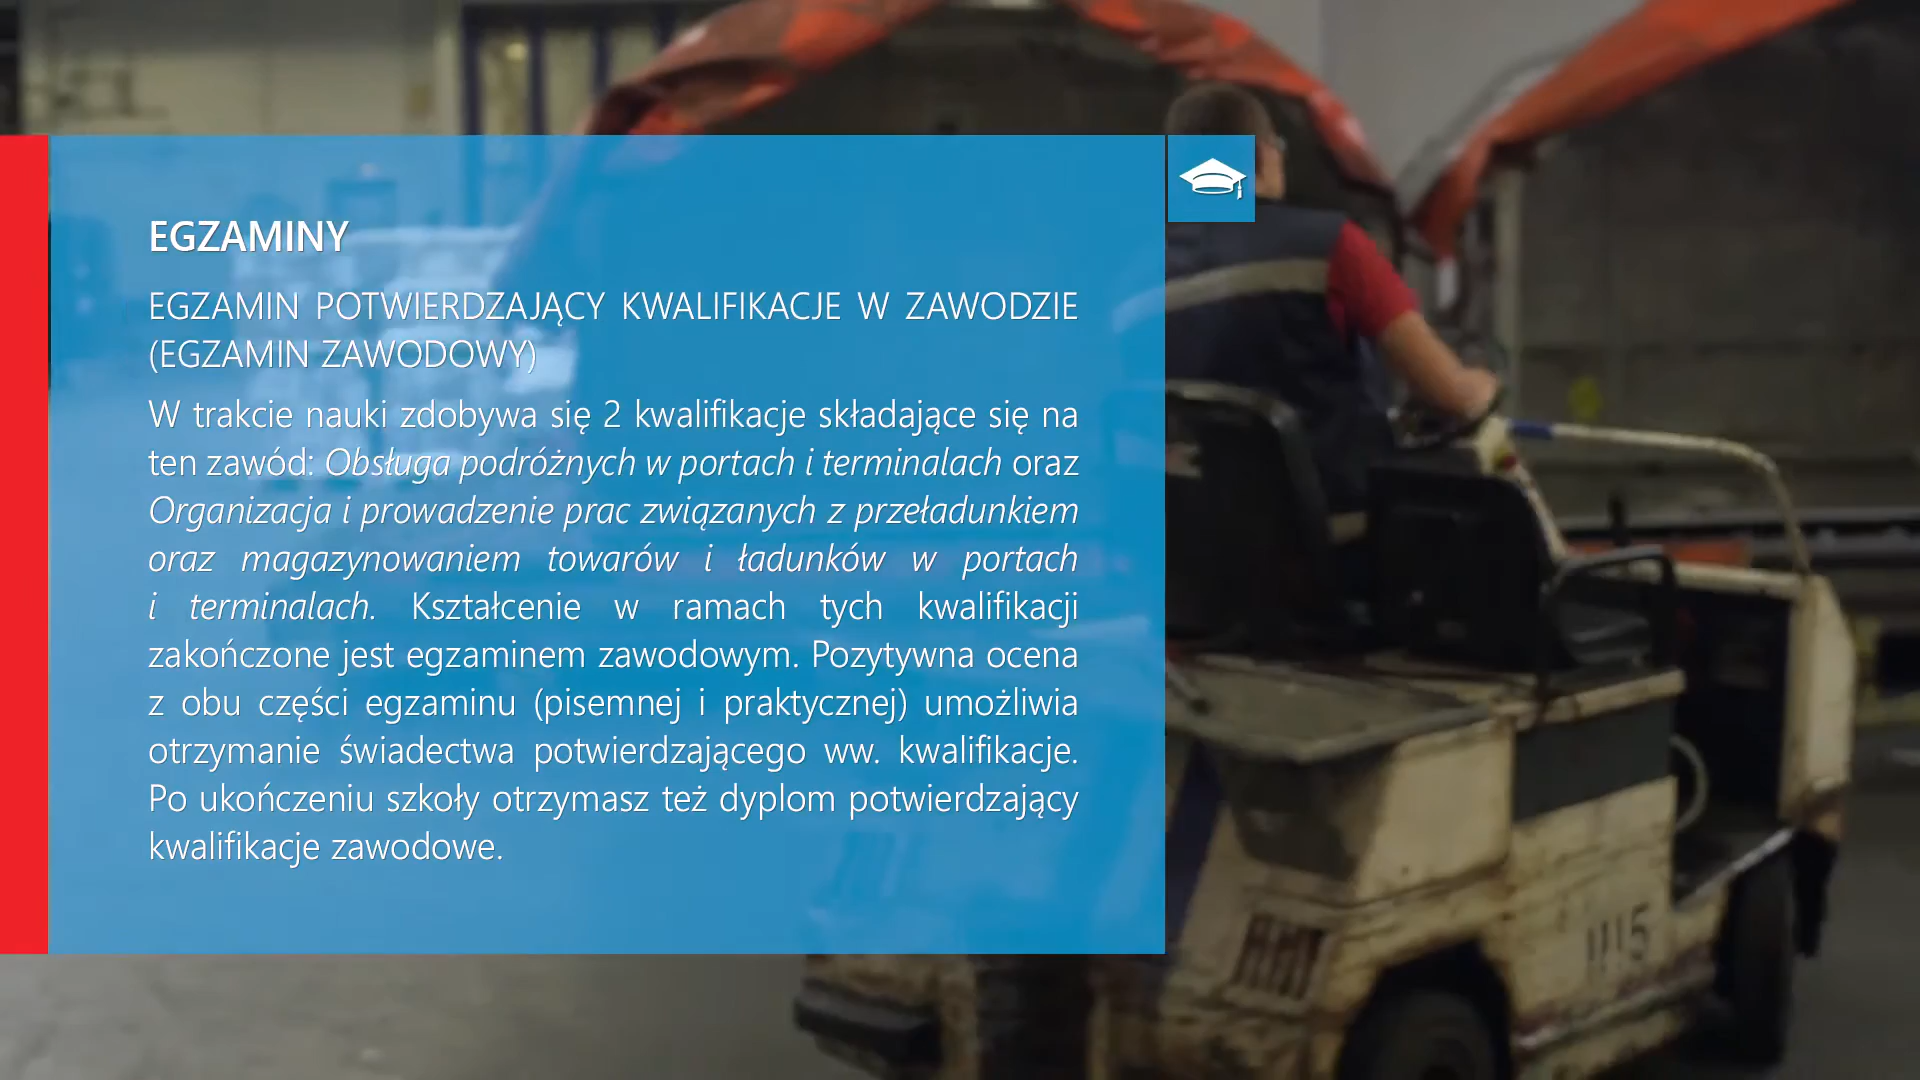 EGZAMINY
EGZAMIN POTWIERDZAJĄCY KWALIFIKACJE W ZAWODZIE
(EGZAMIN ZAWODOWY)
W trakcie nauki zdobywa się 2 kwalifikacje składające się na
ten zawód: Obsługa podróżnych w portach i terminalach oraz
Organizacja i prowadzenie prac związanych z przeładunkiem
oraz magazynowaniem towarów i ładunków w portach
i terminalach. Kształcenie w ramach tych kwalifikacji
zakończone jest egzaminem zawodowym. Pozytywna ocena
z obu części egzaminu (pisemnej i praktycznej) umożliwia
otrzymanie świadectwa potwierdzającego ww. kwalifikacje.
Po ukończeniu szkoły otrzymasz też dyplom potwierdzający
kwalifikacje zawodowe.